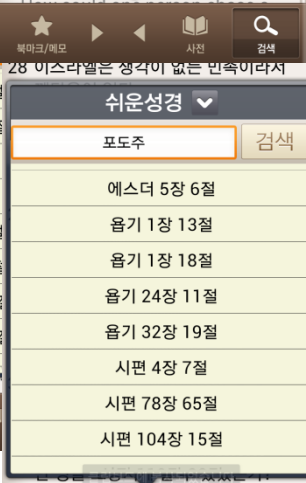 북마크/메모
사전
검색
28 이스라엘은 생각이 없는 민족이라서
쉬운성경
포도주
검색
에스더 5장 6절
욥기 1장 13절
욥기 1장 18절
욥기 24장 11절
욥기 32장 19절
시편 4장 7절
시편 78장 65절
시편 104장 15절